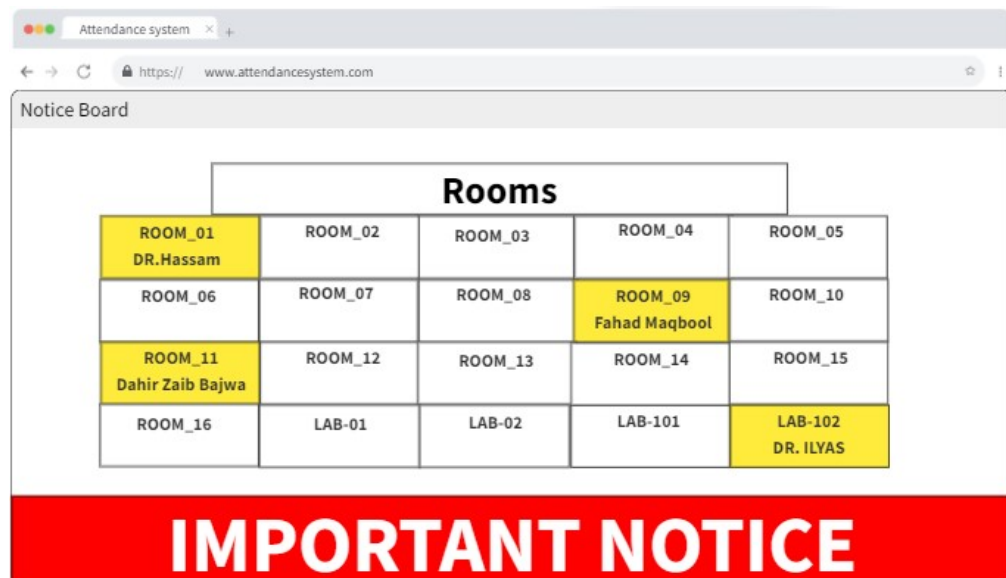 Attendance system × +
https:// www.attendancesystem.com
Notice Board
Rooms
ROOM_01 ROOM_02 ROOM_03 ROOM_04 ROOM_05
DR.Hassam
ROOM_06 ROOM_07 ROOM_08 ROOM_09 ROOM_10
Fahad Maqbool
ROOM_11 ROOM_12 ROOM_13 ROOM_14 ROOM_15
Dahir Zaib Bajwa
ROOM_16 LAB-01 LAB-02 LAB-101 LAB-102
DR. ILYAS
IMPORTANT NOTICE